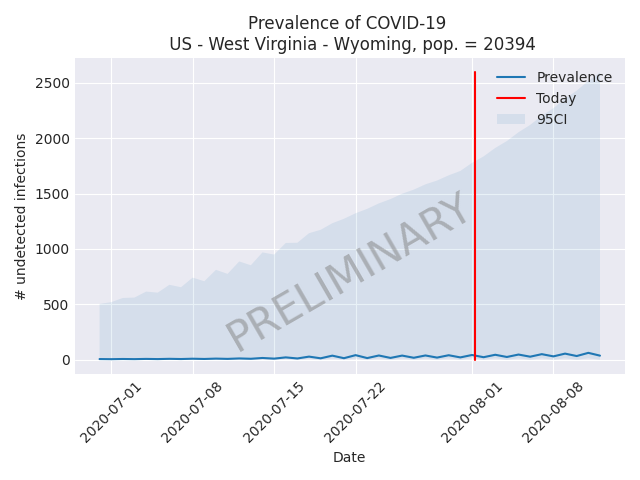 Prevalence of COVID-19
US - West Virginia - Wyoming, pop. = 20394
Prevalence
Today
95CI
2500
2000
1500
1000
500
0
# undetected infections
PRELIMINARY
2020-07-01
2020-07-08
2020-07-15
2020-07-22
2020-08-01
2020-08-08
Date